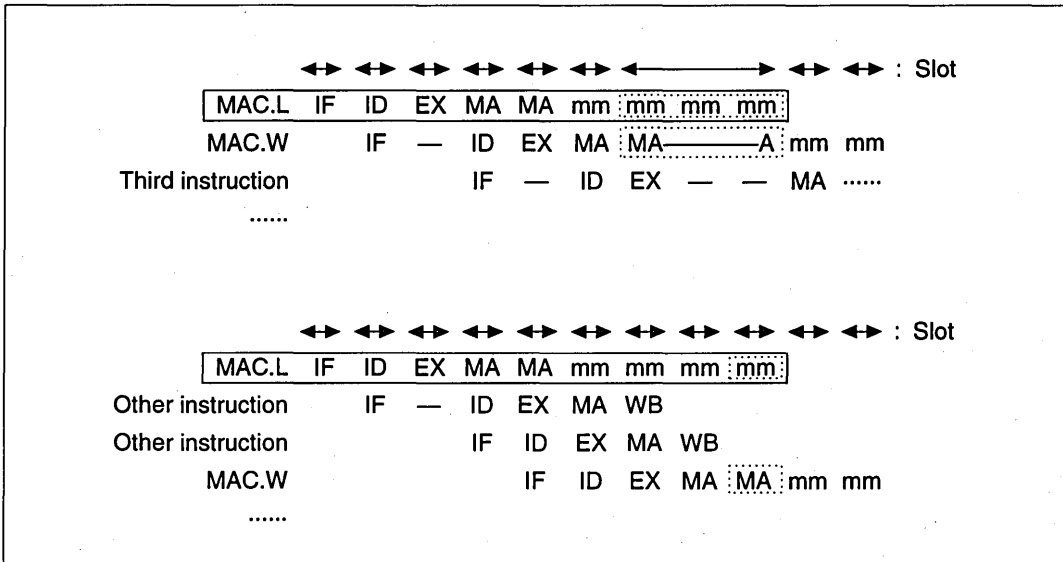 : Slot
MAC.L IF ID EX MA MA mm mm mm mm
MAC.W IF — ID EX MA MA———A mm mm
Third instruction IF — ID EX — — MA ······
······
: Slot
MAC.L IF ID EX MA MA mm mm mm mm
Other instruction IF — ID EX MA WB
Other instruction IF ID EX MA WB
MAC.W IF ID EX MA MA mm mm
······